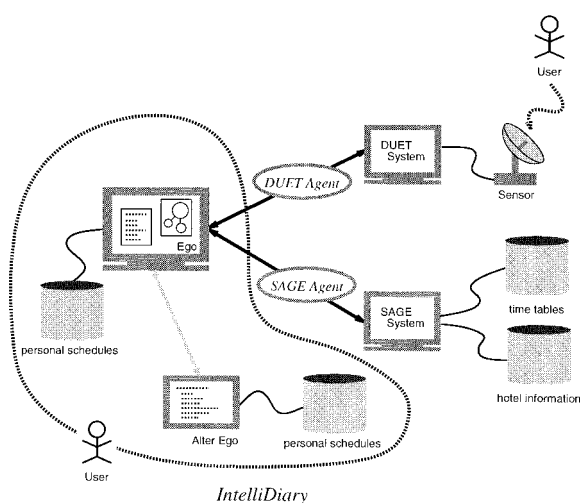 User
DUET
System
DUET Agent
Sensor
Ego
SAGE Agent
SAGE
System
time tables
personal schedules
hotel information
Alter Ego
personal schedules
User
IntelliDiary